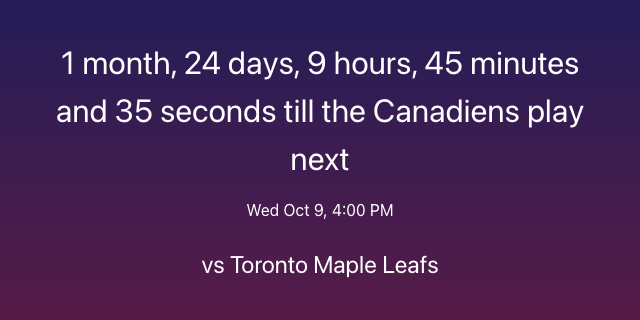 1 month, 24 days, 9 hours, 45 minutes
and 35 seconds till the Canadiens play
next
Wed Oct 9, 4:00 PM
vs Toronto Maple Leafs